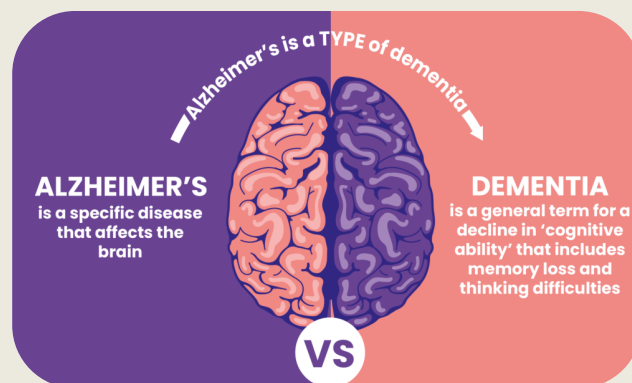 Alzheimer's is a TYPE of dementia
ALZHEIMER'S
is a specific disease
that affects the
brain
DEMENTIA
is a general term for a
decline in 'cognitive
ability' that includes
memory loss and
thinking difficulties
VS